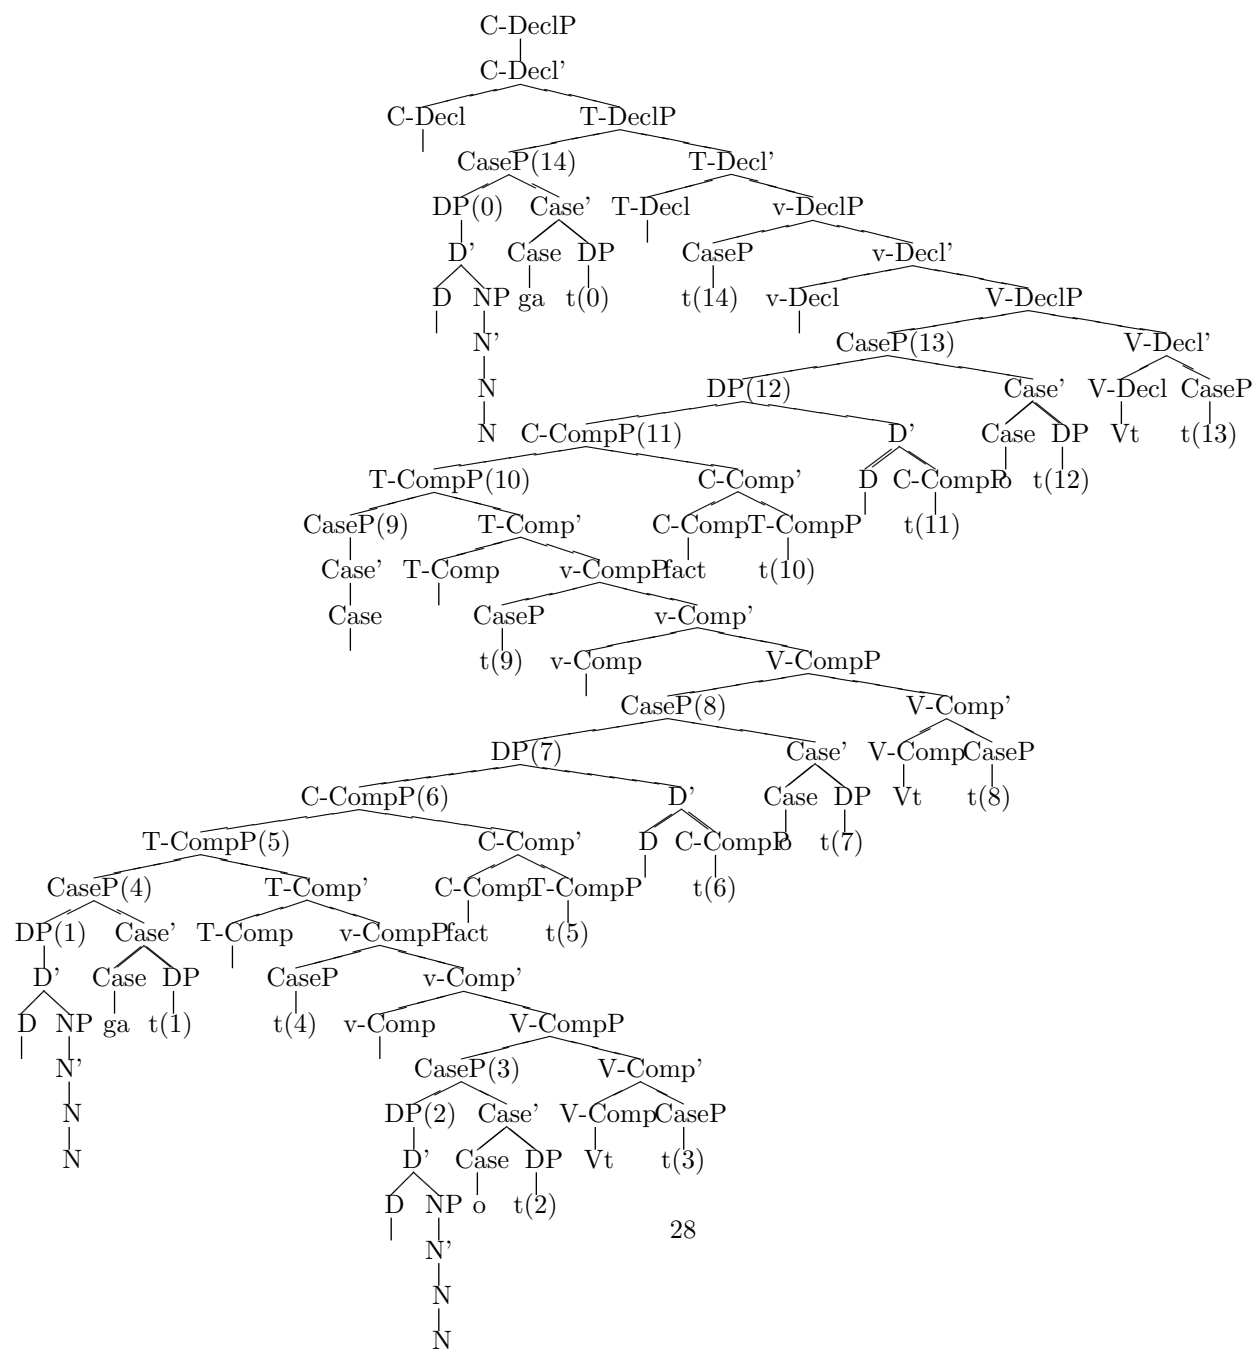 C-DeclP
C-Decl'
C-Decl T-DeclP
CaseP(14) T-Decl'
DP(0) Case' T-Decl v-DeclP
D' Case DP CaseP v-Decl'
D NP ga t(0) t(14) v-Decl V-DeclP
N' CaseP(13) V-Decl'
N DP(12) Case' V-Decl CaseP
N C-CompP(11) D' Case DP Vt t(13)
T-CompP(10) C-Comp' D C-CompP o t(12)
CaseP(9) T-Comp' C-Comp T-CompP t(11)
Case' T-Comp v-CompP fact t(10)
Case CaseP v-Comp'
t(9) v-Comp V-CompP
CaseP(8) V-Comp'
DP(7) Case' V-Comp CaseP
C-CompP(6) D' Case DP Vt t(8)
T-CompP(5) C-Comp' D C-CompP o t(7)
CaseP(4) T-Comp' C-Comp T-CompP t(6)
DP(1) Case' T-Comp v-CompP fact t(5)
D' Case DP CaseP v-Comp'
D NP ga t(1) t(4) v-Comp V-CompP
N' CaseP(3) V-Comp'
N DP(2) Case' V-Comp CaseP
N D' Case DP Vt t(3)
D NP o t(2)
28
N'
N
N